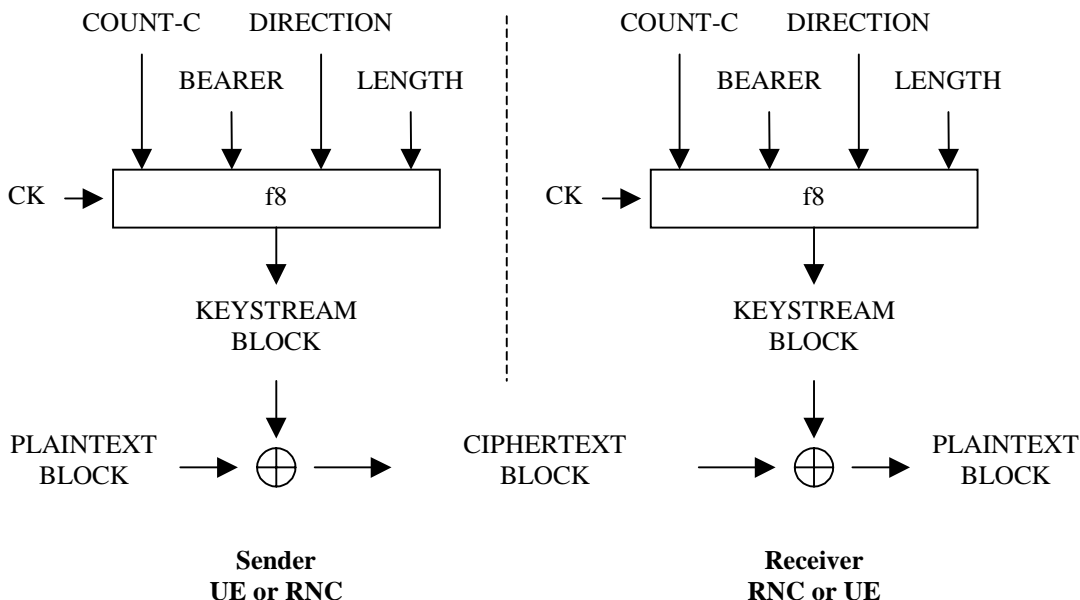 COUNT-C DIRECTION COUNT-C DIRECTION
BEARER LENGTH BEARER LENGTH
CK f8 CK f8
KEYSTREAM KEYSTREAM
BLOCK BLOCK
PLAINTEXT CIPHERTEXT PLAINTEXT
BLOCK BLOCK BLOCK
Sender Receiver
UE or RNC RNC or UE